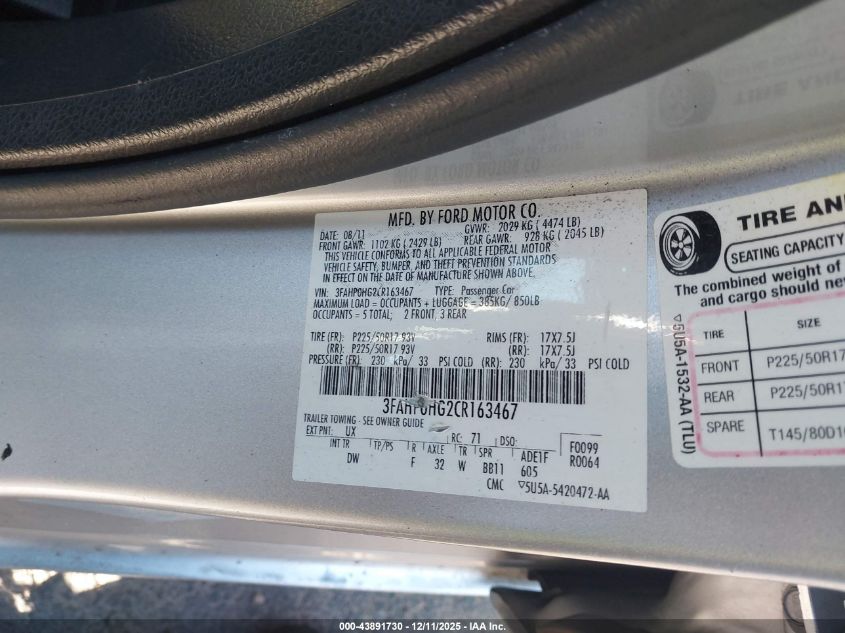 MFD. BY FORD MOTOR CO.
DATE: 08/11 GVWR: 2029 KG ( 4474 LB)
FRONT GAWR: 1102 KG ( 2429 LB) REAR GAWR: 928 KG ( 2045 LB)
THIS VEHICLE CONFORMS TO ALL APPLICABLE FEDERAL MOTOR
VEHICLE SAFETY, BUMPER, AND THEFT PREVENTION STANDARDS
IN EFFECT ON THE DATE OF MANUFACTURE SHOWN ABOVE.
VIN: 3FAHP0HG2CR163467 TYPE: Passenger Car
MAXIMUM LOAD = OCCUPANTS + LUGGAGE = 385KG/ 850LB
OCCUPANTS = 5 TOTAL; 2 FRONT, 3 REAR
TIRE (FR): P225/50R17 93V RIMS (FR): 17X7.5J
(RR): P225/50R17 93V (RR): 17X7.5J
PRESSURE (FR): 230 kPa/ 33 PSI COLD (RR): 230 kPa/ 33 PSI COLD
3FAHP0HG2CR163467
TRAILER TOWING - SEE OWNER GUIDE
EXT PNT: UX RC: 71 DSO: F0099
INT TR TP/PS R AXLE TR SPR ADE1F R0064
DW F 32 W BB11 605
CMC ▽5U5A-5420472-AA
TIRE AN
SEATING CAPACITY
The combined weight of
and cargo should nev
TIRE SIZE
FRONT P225/50R17
REAR P225/50R1
SPARE T145/80D1
▽5U5A-1532-AA (TLU)
000-43891730 - 12/11/2025 - IAA Inc.